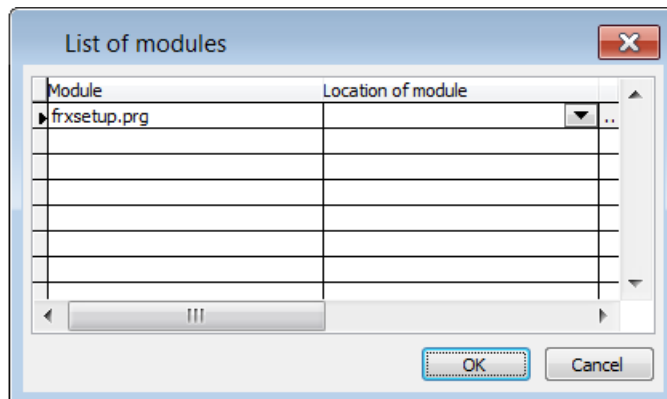 List of modules
Module Location of module
frxsetup.prg ..
OK Cancel